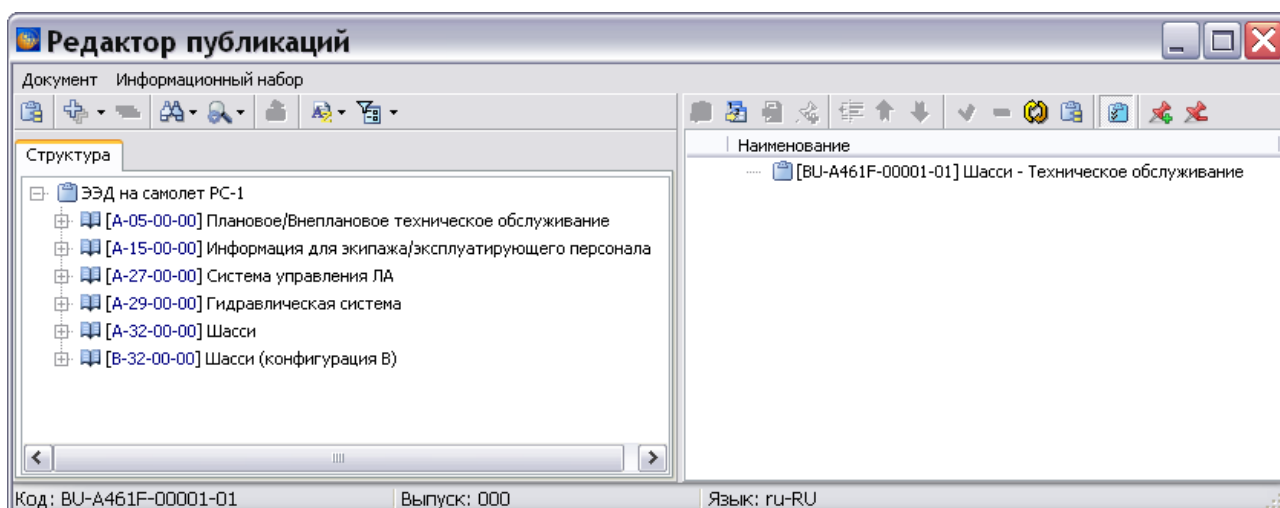 Редактор публикаций
Документ Информационный набор
Структура
ЭЭД на самолет РС-1
[A-05-00-00] Плановое/Внеплановое техническое обслуживание
[A-15-00-00] Информация для экипажа/эксплуатирующего персонала
[A-27-00-00] Система управления ЛА
[A-29-00-00] Гидравлическая система
[A-32-00-00] Шасси
[B-32-00-00] Шасси (конфигурация В)
Наименование
[BU-A461F-00001-01] Шасси - Техническое обслуживание
Код: BU-A461F-00001-01 Выпуск: 000 Язык: ru-RU